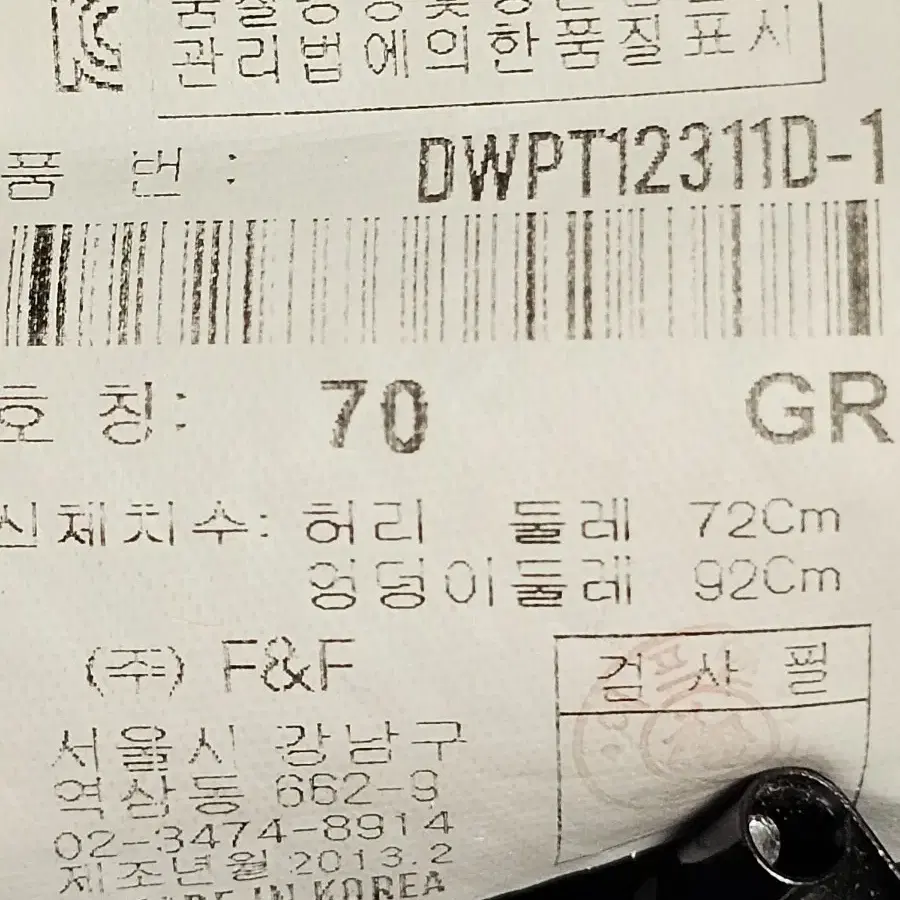 관리법에의한품질표시
품 번 : DWPT12311D-1
호 칭: 70 GR
신체치수: 허리 둘레 72Cm
엉덩이둘레 92Cm
(주) F&F
검사필
서울시 강남구
역삼동 662-9
02-3474-8914
제조년월 2013.2
IN KOREA